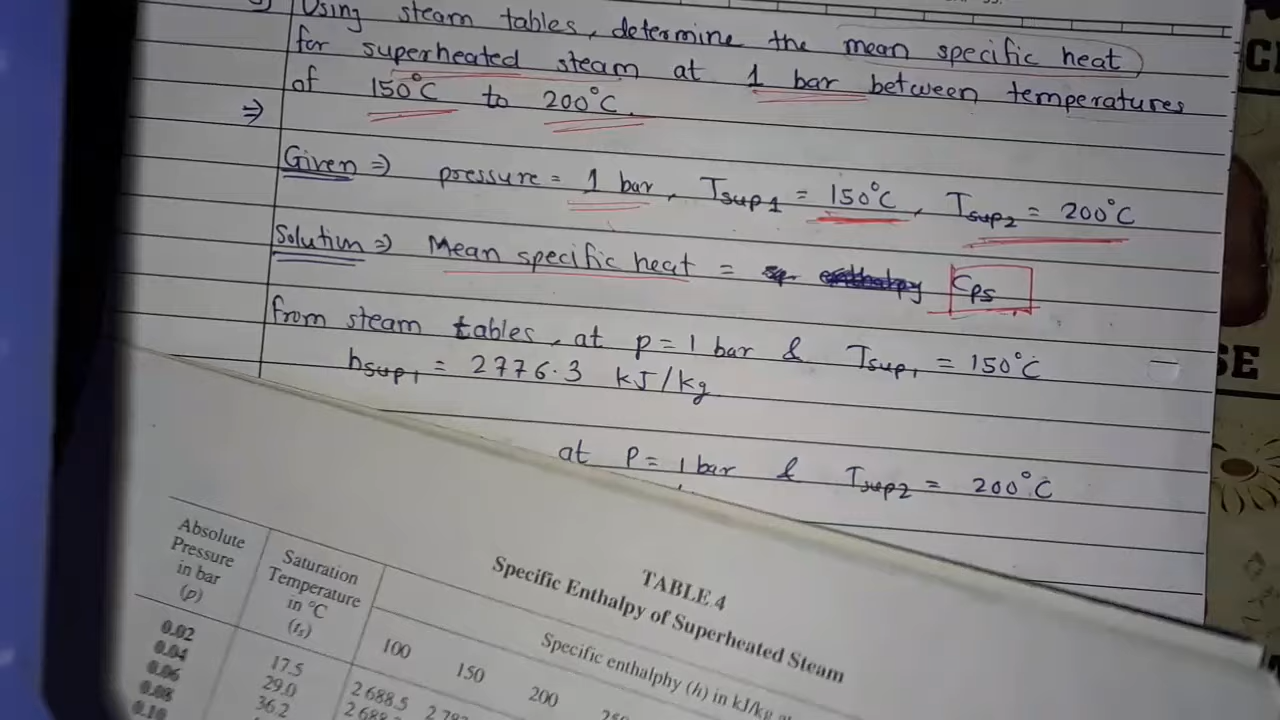 Using steam tables, determine the mean specific heat
for superheated steam at 1 bar between temperatures
of 150°C to 200°C.
⇒
Given ⇒ pressure = 1 bar, Tsup1 = 150°C, Tsup2 = 200°C
Solution ⇒ Mean specific heat = Cps
from steam tables, at p = 1 bar & Tsup1 = 150°C
hsup1 = 2776.3 kJ/kg
at P = 1 bar & Tsup2 = 200°C
TABLE 4
Specific Enthalpy of Superheated Steam
Absolute
Pressure
in bar
(p)
Saturation
Temperature
in °C
(ts)
Specific enthalphy (h) in kJ/kg
100 150 200
0.02 17.5 2 688.5
0.04 29.0
0.06 36.2
0.08
0.10
SE